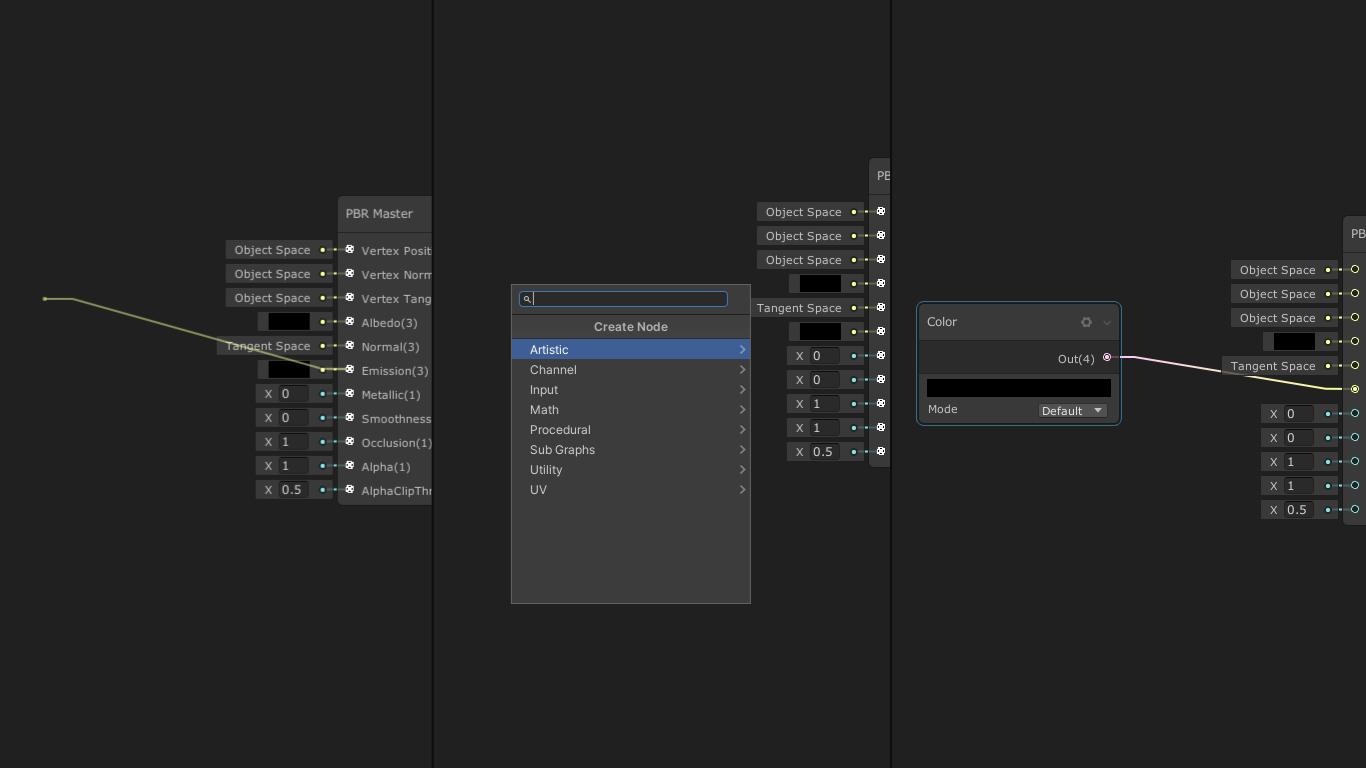 PBR Master
Object Space
Vertex Posit
Object Space
Vertex Norm
Object Space
Vertex Tang
Albedo(3)
Tangent Space
Normal(3)
Emission(3)
X 0
Metallic(1)
X 0
Smoothness
X 1
Occlusion(1)
X 1
Alpha(1)
X 0.5
AlphaClipThr
Create Node
Artistic
Channel
Input
Math
Procedural
Sub Graphs
Utility
UV
PB
Object Space
Object Space
Object Space
Tangent Space
X 0
X 0
X 1
X 1
X 0.5
Color
Out(4)
Mode
Default
PB
Object Space
Object Space
Object Space
Tangent Space
X 0
X 0
X 1
X 1
X 0.5